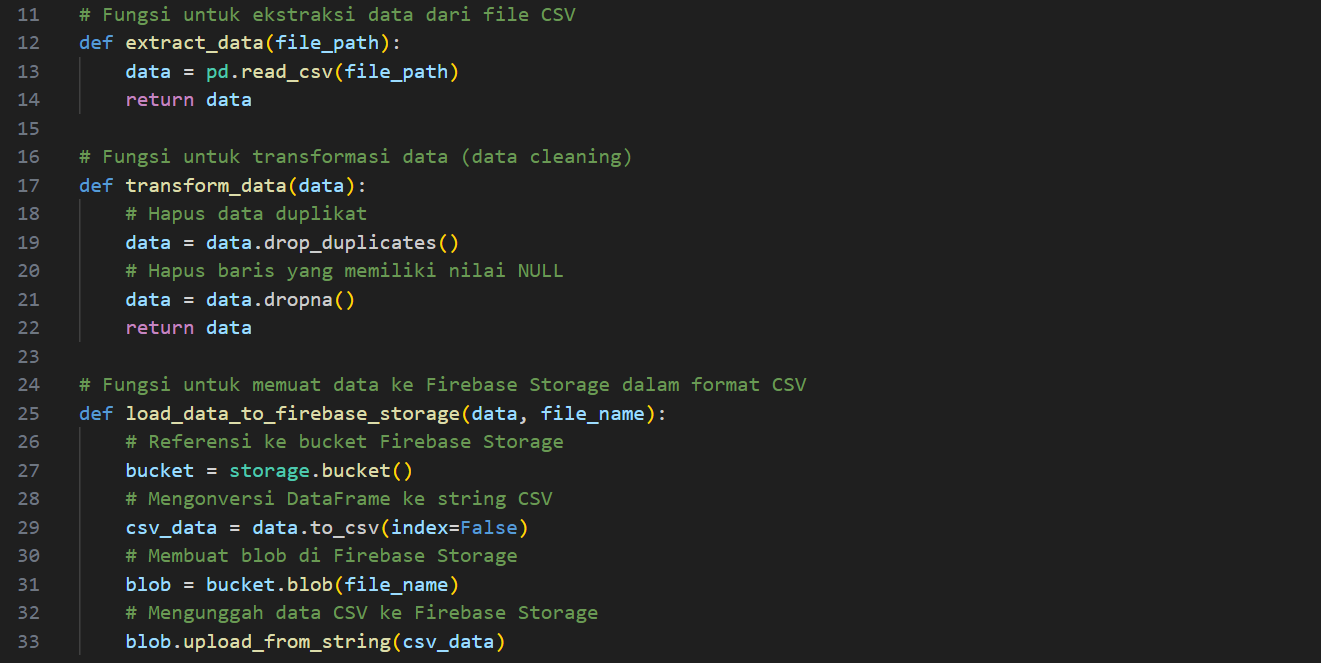 11 # Fungsi untuk ekstraksi data dari file CSV
12 def extract_data(file_path):
13     data = pd.read_csv(file_path)
14     return data
15
16 # Fungsi untuk transformasi data (data cleaning)
17 def transform_data(data):
18     # Hapus data duplikat
19     data = data.drop_duplicates()
20     # Hapus baris yang memiliki nilai NULL
21     data = data.dropna()
22     return data
23
24 # Fungsi untuk memuat data ke Firebase Storage dalam format CSV
25 def load_data_to_firebase_storage(data, file_name):
26     # Referensi ke bucket Firebase Storage
27     bucket = storage.bucket()
28     # Mengonversi DataFrame ke string CSV
29     csv_data = data.to_csv(index=False)
30     # Membuat blob di Firebase Storage
31     blob = bucket.blob(file_name)
32     # Mengunggah data CSV ke Firebase Storage
33     blob.upload_from_string(csv_data)